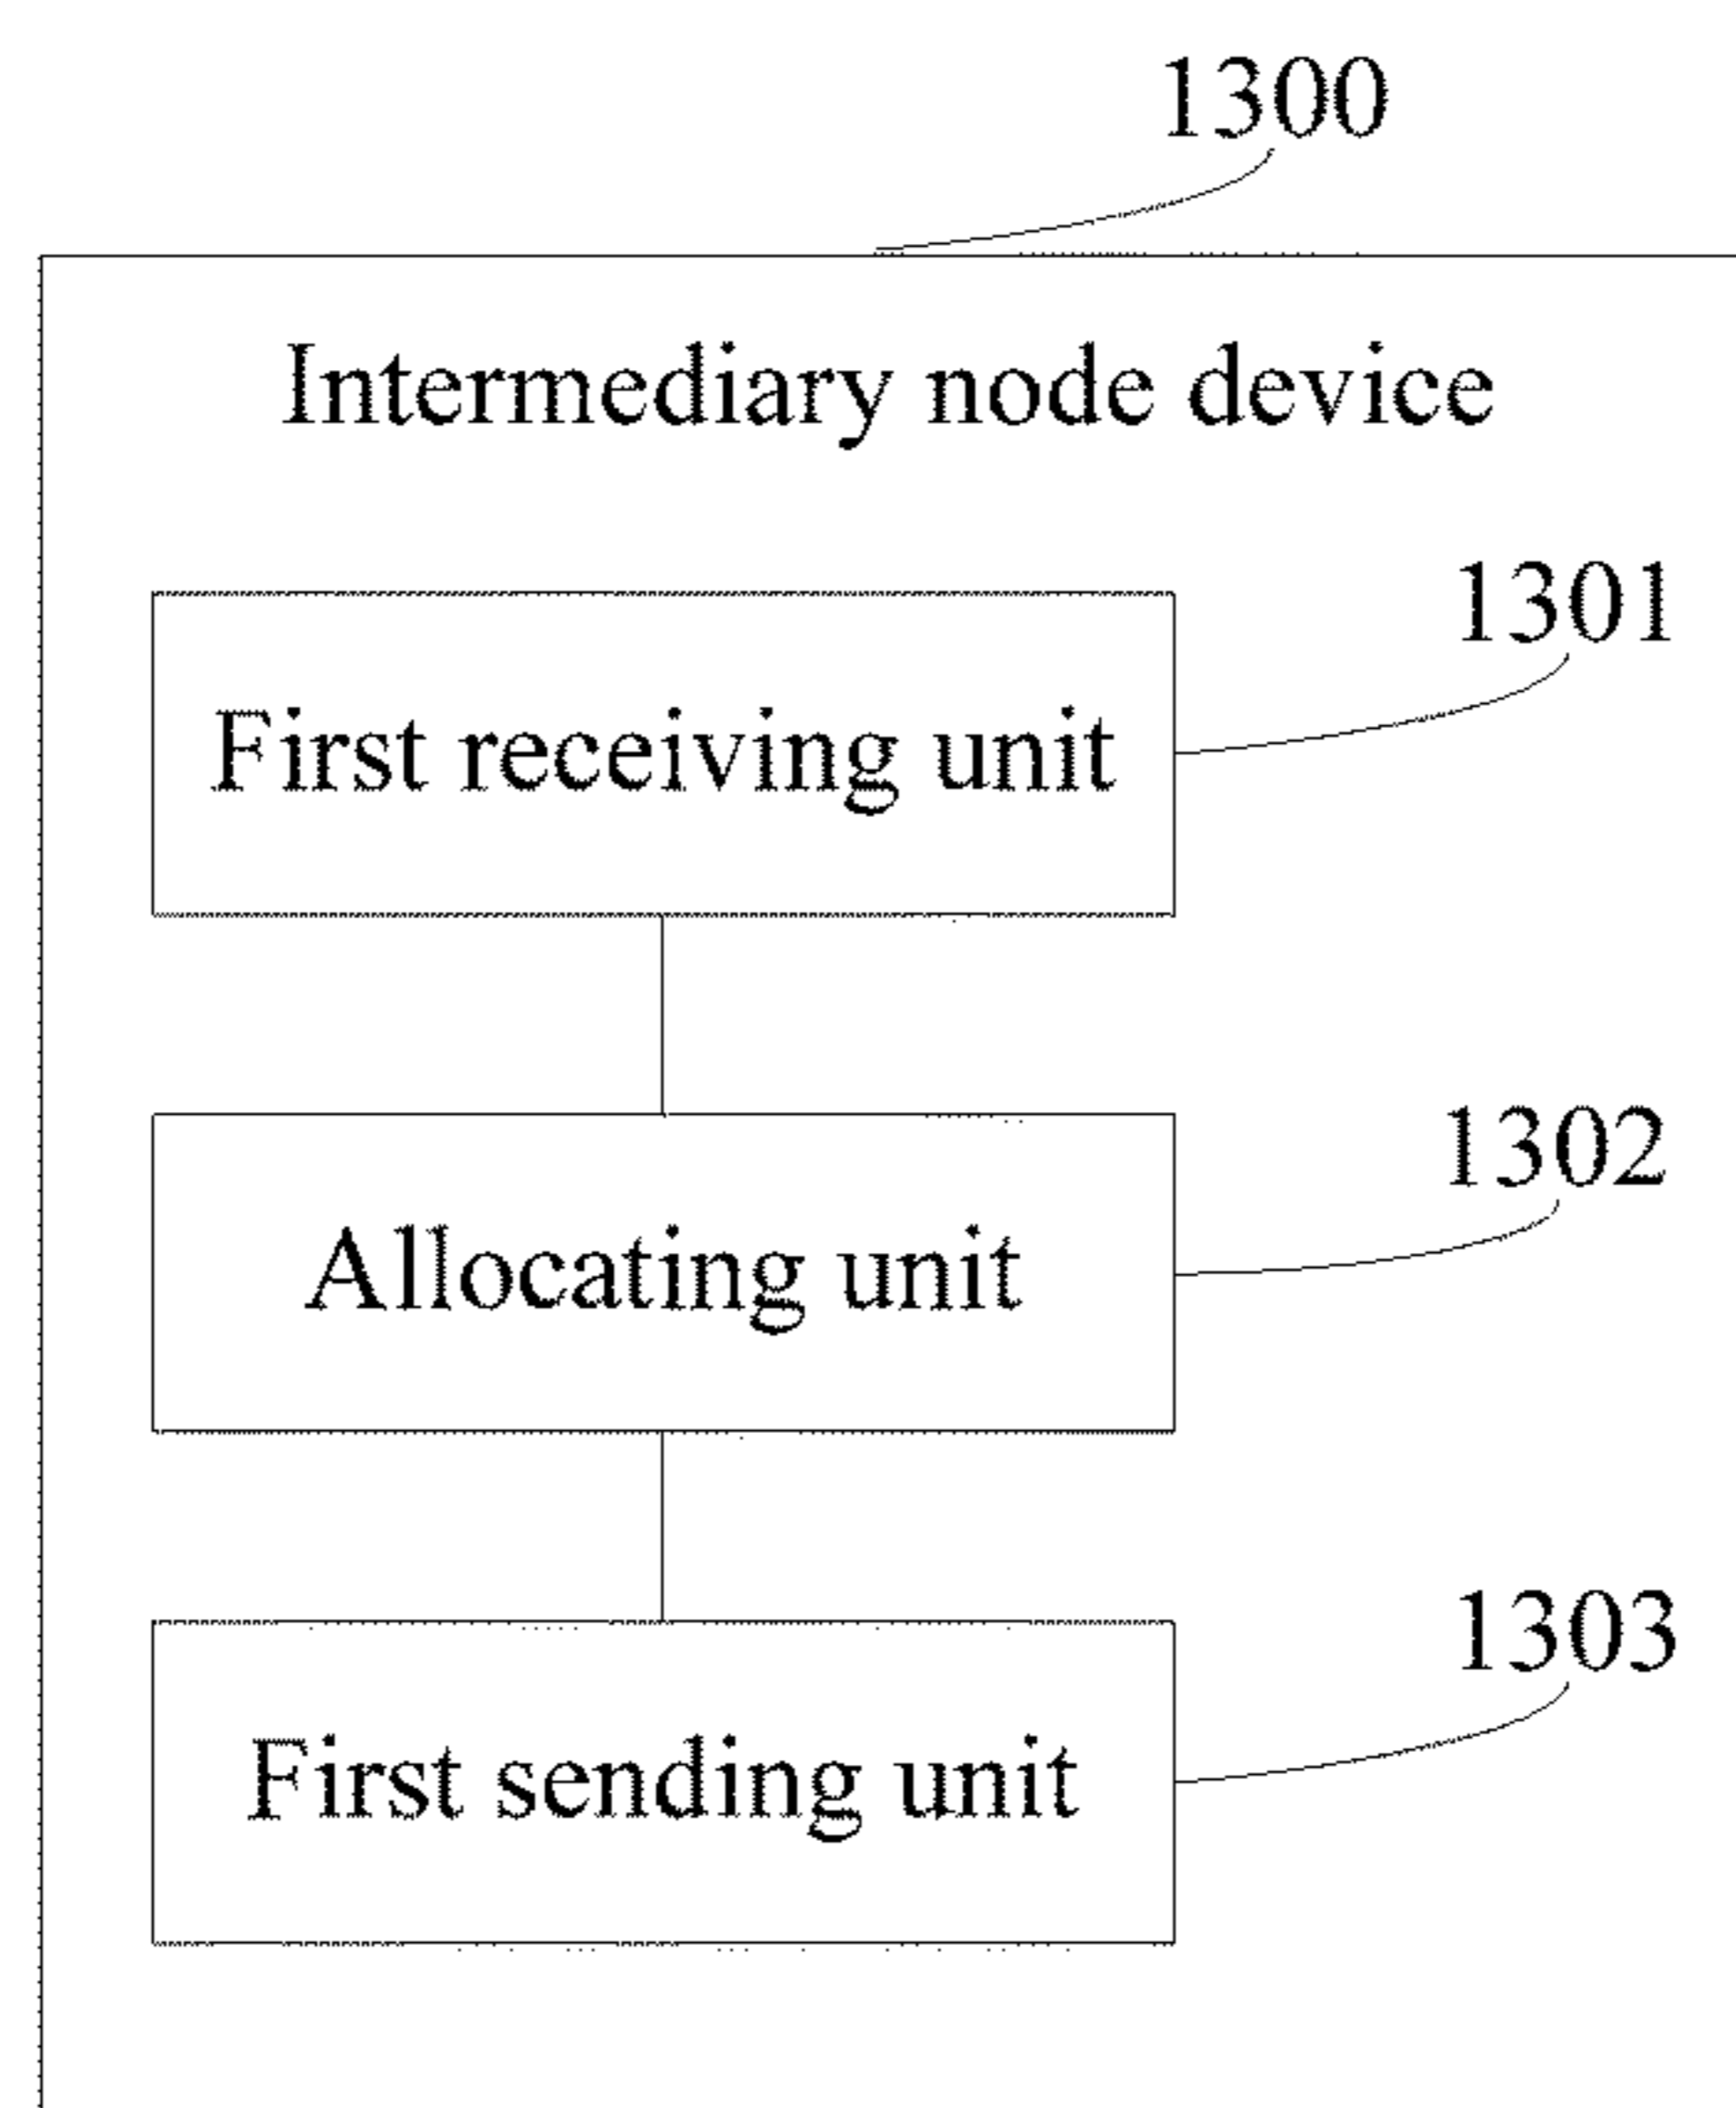 1300
Intermediary node device
1301
First receiving unit
1302
Allocating unit
1303
First sending unit